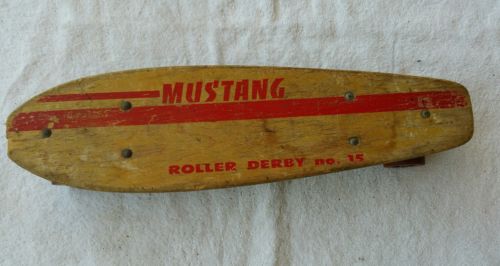 MUSTANG
ROLLER DERBY no. 15